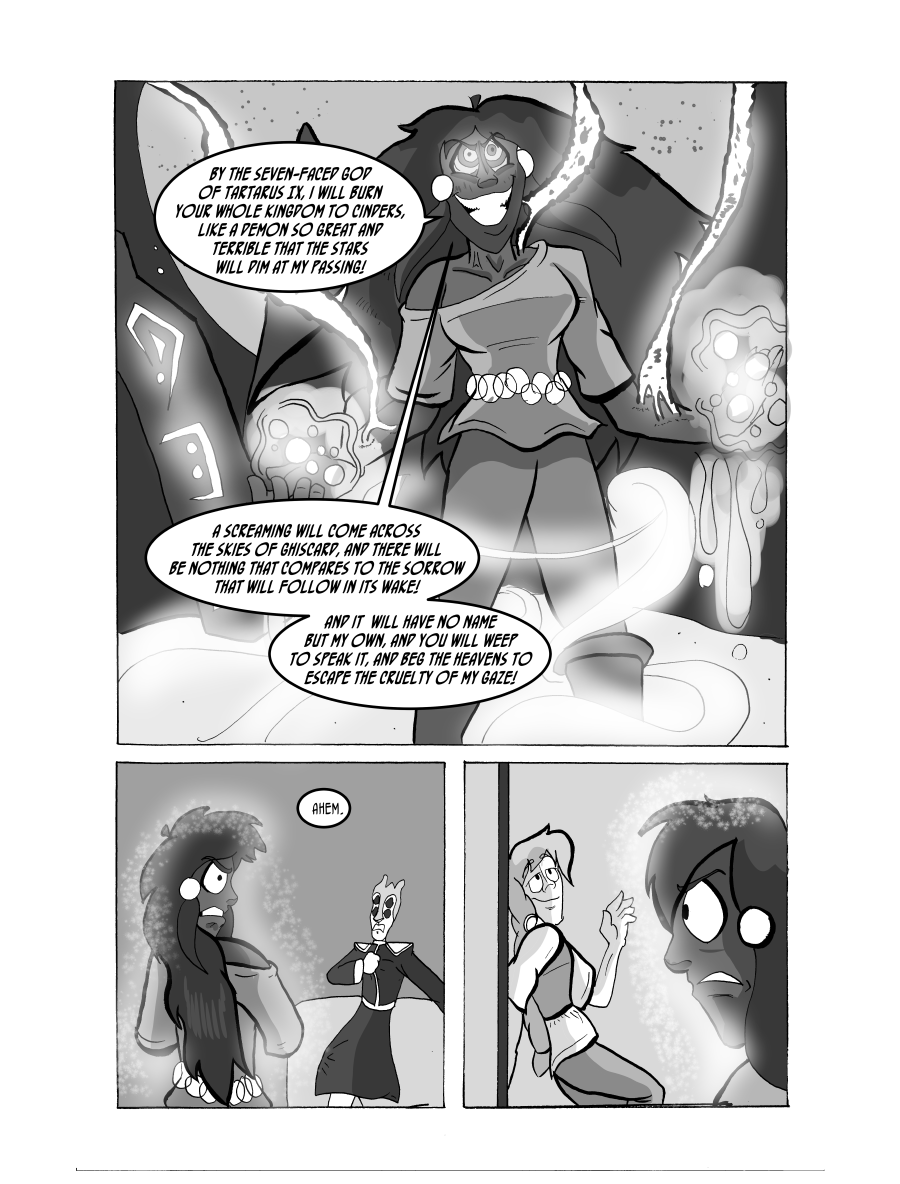 BY THE SEVEN-FACED GOD
OF TARTARUS IX, I WILL BURN
YOUR WHOLE KINGDOM TO CINDERS,
LIKE A DEMON SO GREAT AND
TERRIBLE THAT THE STARS
WILL DIM AT MY PASSING!
A SCREAMING WILL COME ACROSS
THE SKIES OF GHISCARD, AND THERE WILL
BE NOTHING THAT COMPARES TO THE SORROW
THAT WILL FOLLOW IN ITS WAKE!
AND IT WILL HAVE NO NAME
BUT MY OWN, AND YOU WILL WEEP
TO SPEAK IT, AND BEG THE HEAVENS TO
ESCAPE THE CRUELTY OF MY GAZE!
AHEM.